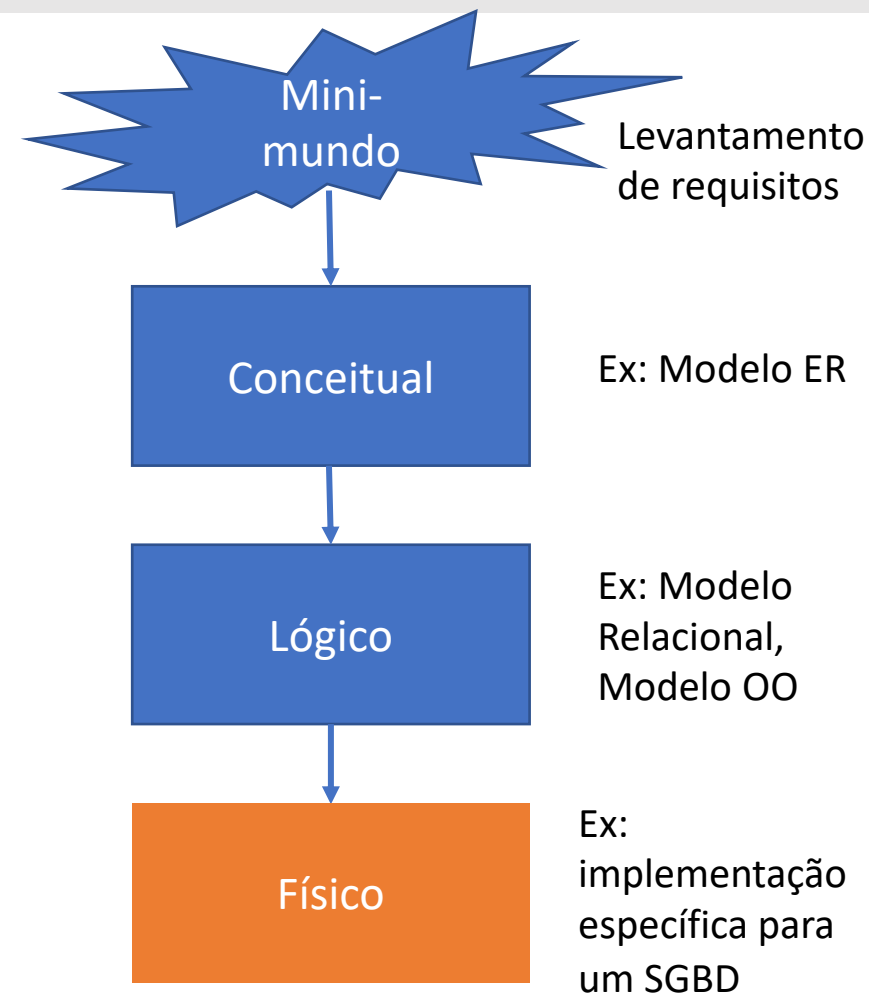 Mini-
mundo
Levantamento
de requisitos
Conceitual
Ex: Modelo ER
Lógico
Ex: Modelo
Relacional,
Modelo OO
Físico
Ex:
implementação
específica para
um SGBD